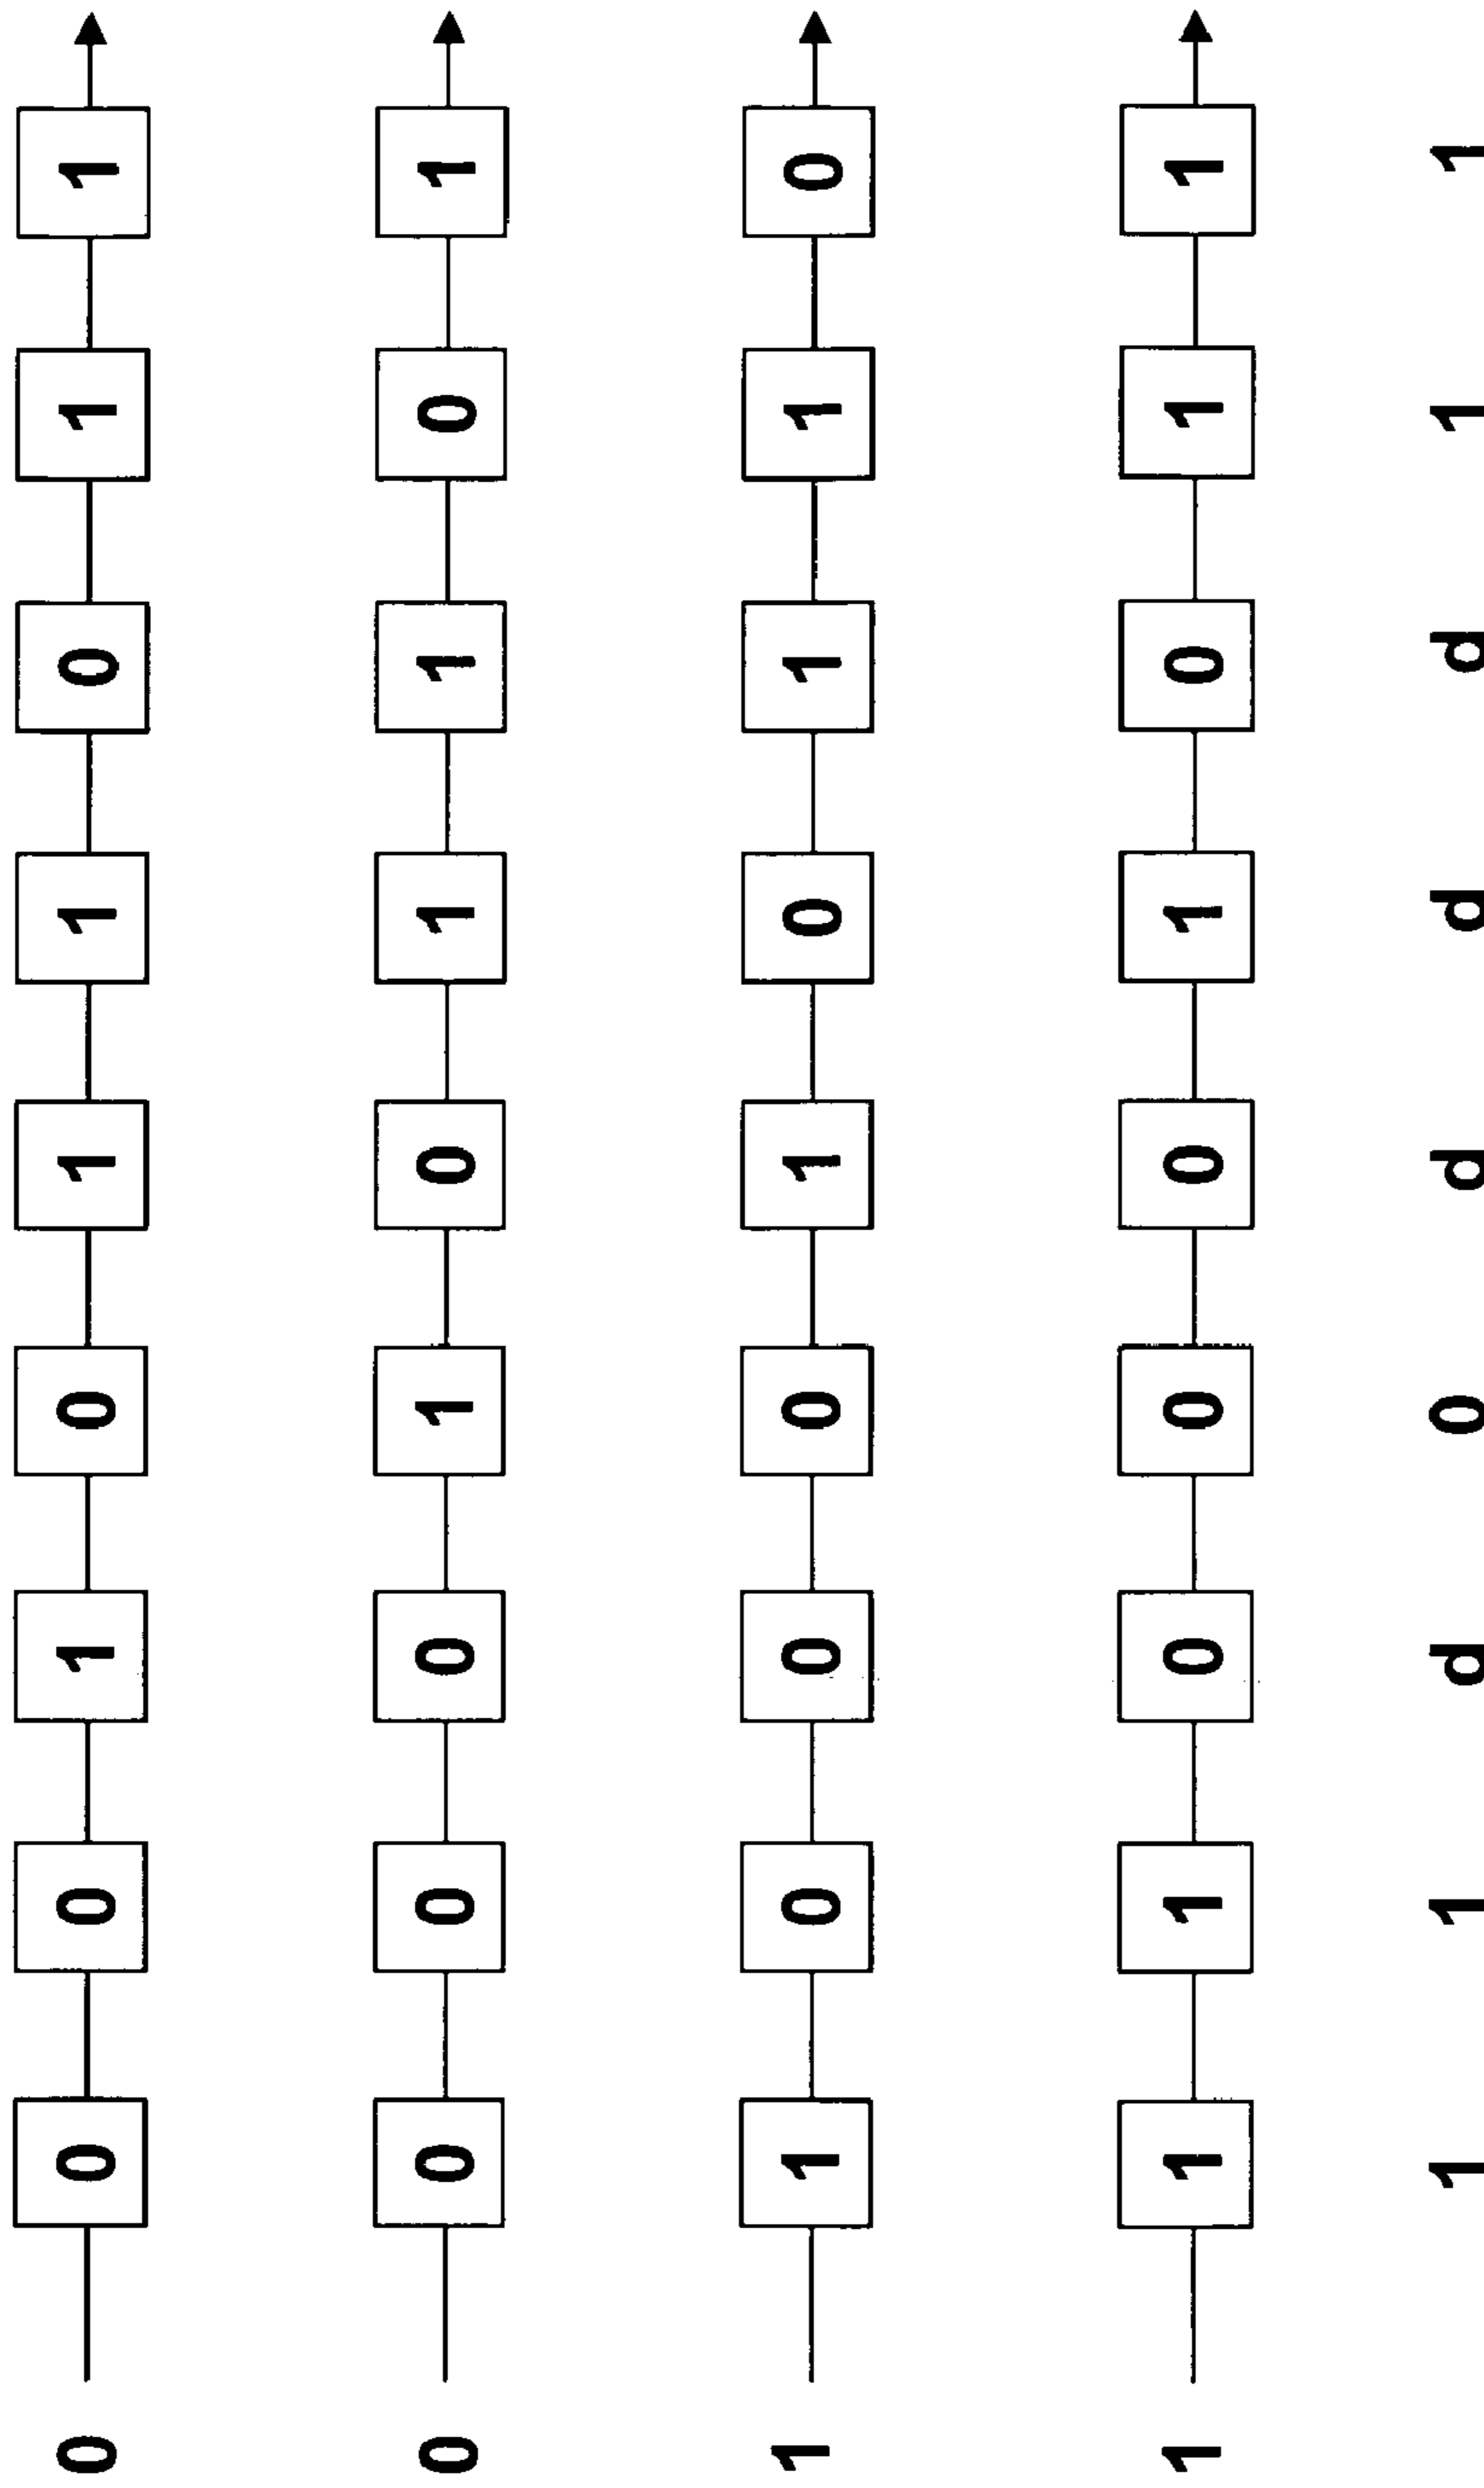 0 0 0 1 0 1 1 0 1 1
0 0 0 0 1 0 1 1 0 1
1 1 0 0 0 1 0 1 1 0
1 1 1 0 0 0 1 0 1 1
1 1 d 0 d d d 1 1